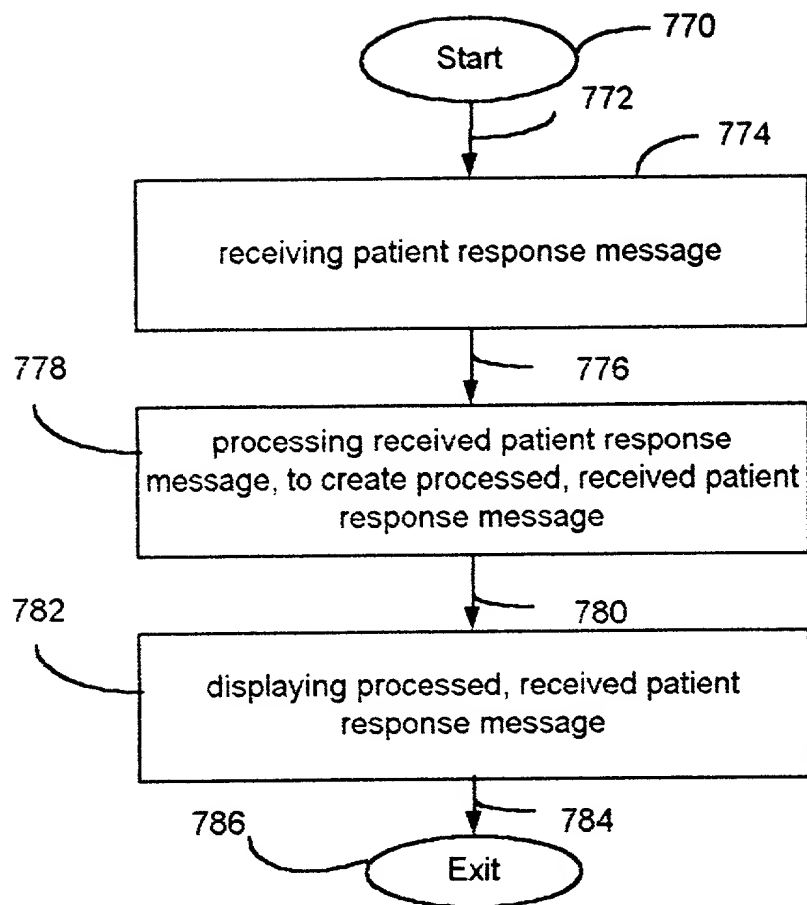 770
Start
772
774
receiving patient response message
778
776
processing received patient response
message, to create processed, received patient
response message
782
780
displaying processed, received patient
response message
786
784
Exit